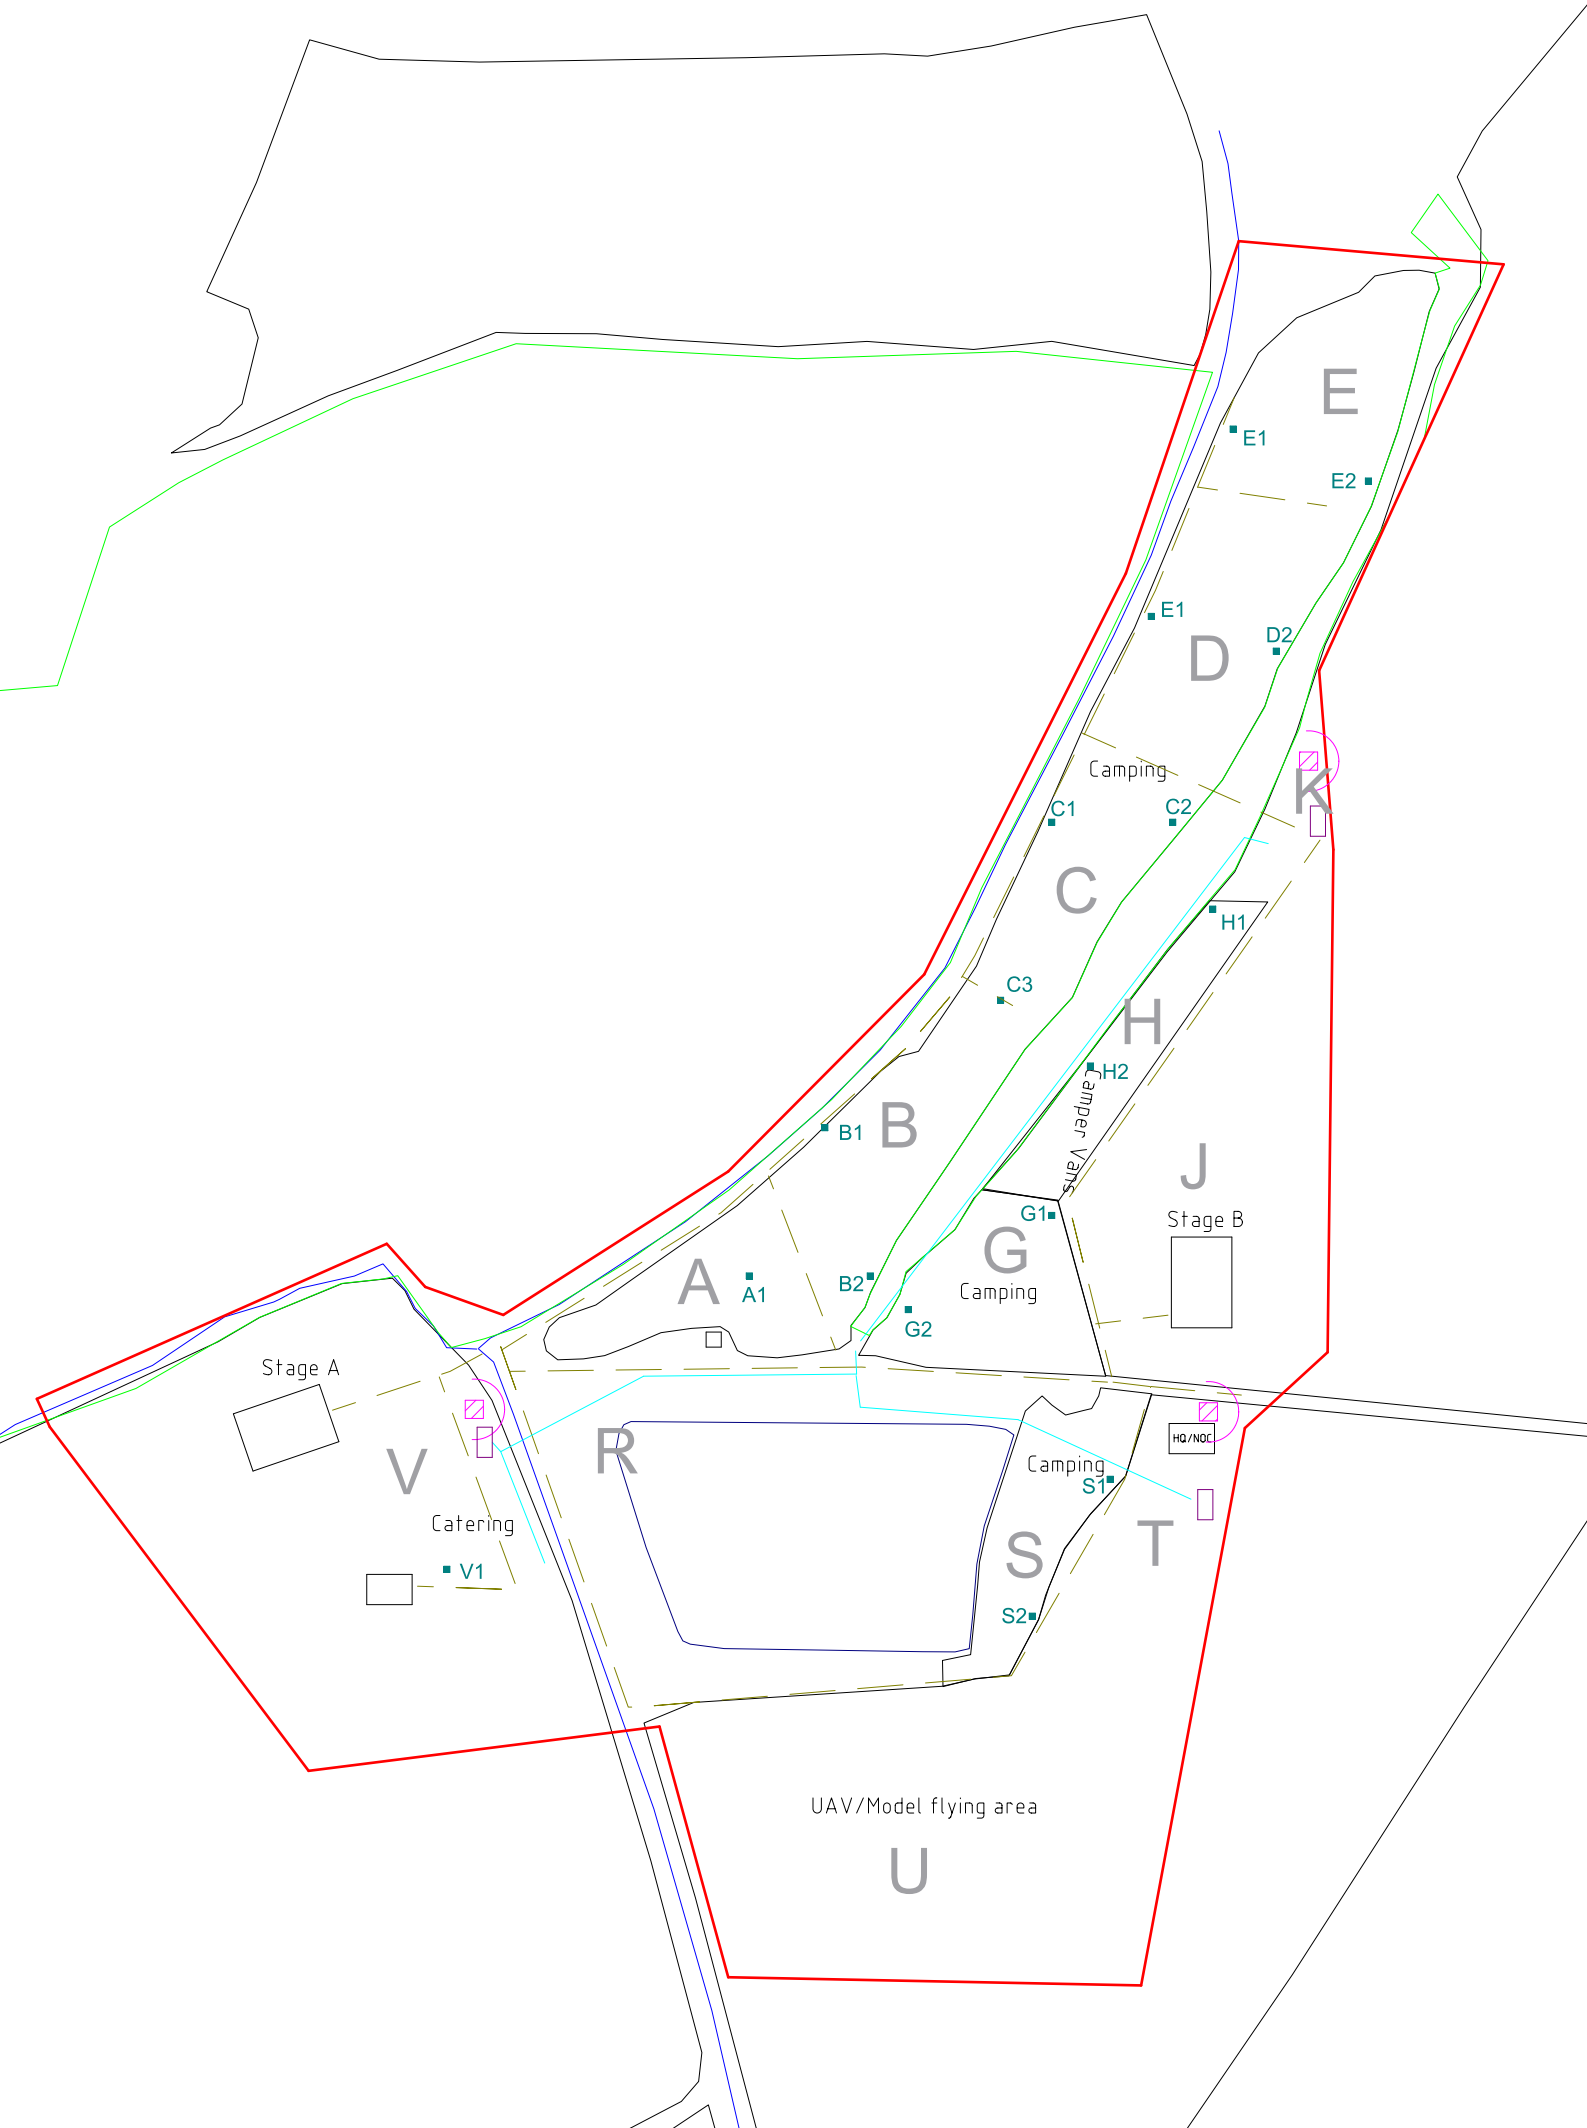 E
E1
E2
E1
D2
D
Camping
K
C1
C2
C
H1
C3
H
H2
B
B1
Camper Vans
J
G1
Stage B
G
A
A1
B2
Camping
G2
Stage A
HQ/NOC
R
V
Camping
S1
Catering
T
S
V1
S2
UAV/Model flying area
U